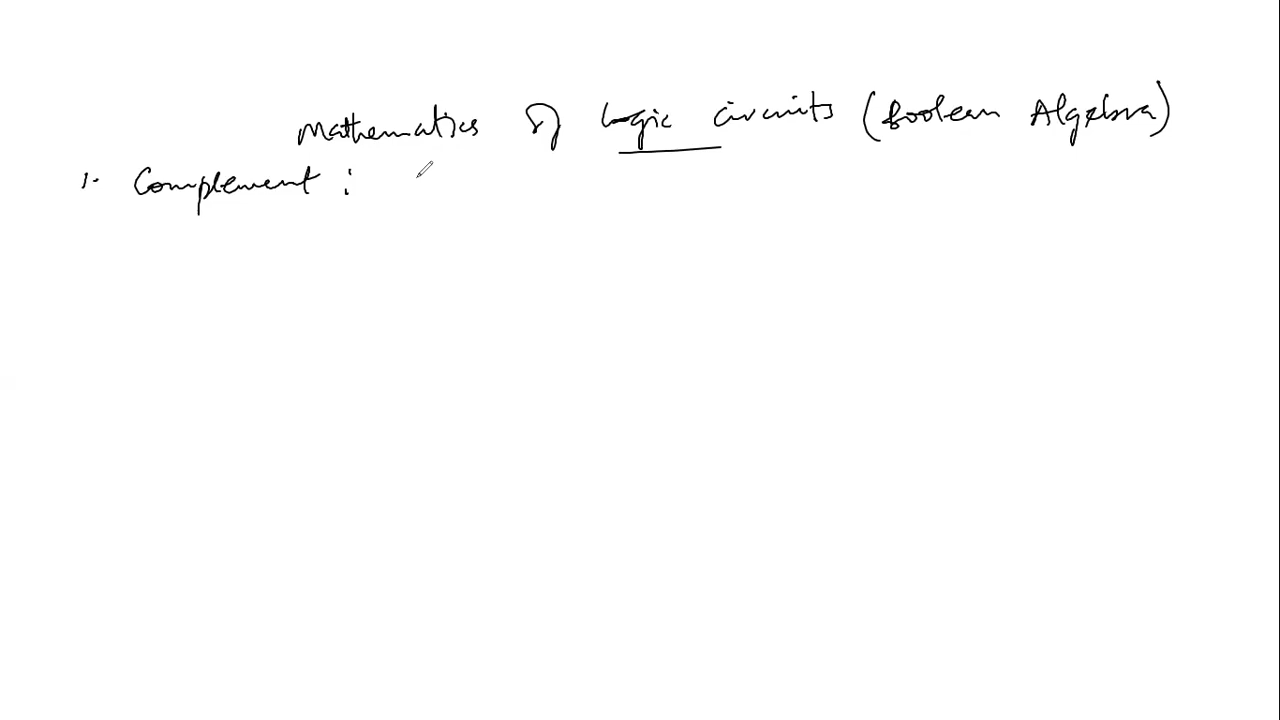 Mathematics of Logic circuits (Boolean Algebra)
1. Complement :